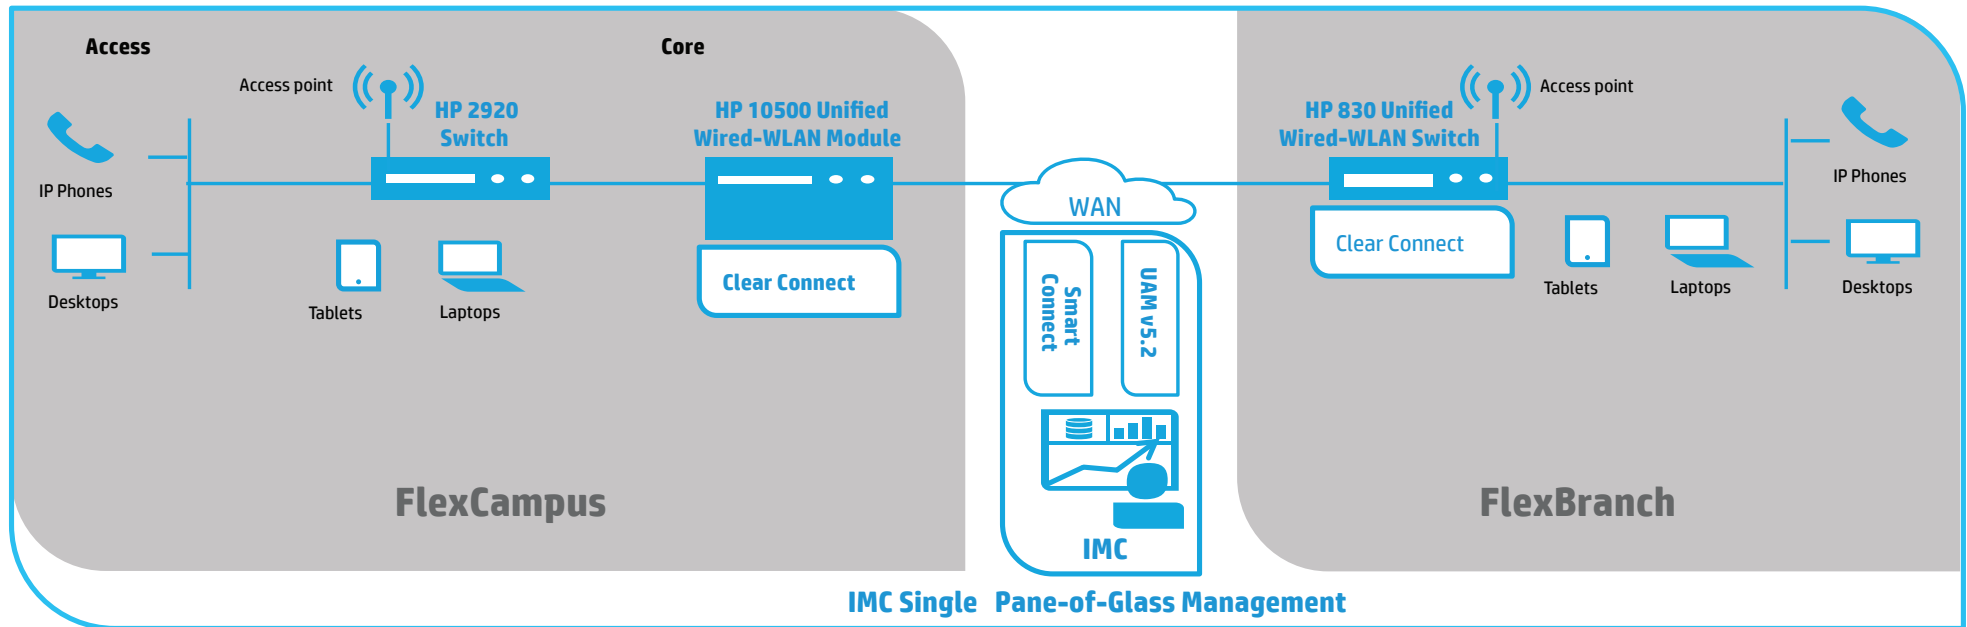 Access
Core
Access point
HP 2920
Switch
HP 10500 Unified
Wired-WLAN Module
IP Phones
Desktops
Tablets
Laptops
Clear Connect
FlexCampus
WAN
Smart
Connect
UAM v5.2
IMC
HP 830 Unified
Wired-WLAN Switch
Access point
Clear Connect
IP Phones
Tablets
Laptops
Desktops
FlexBranch
IMC Single Pane-of-Glass Management